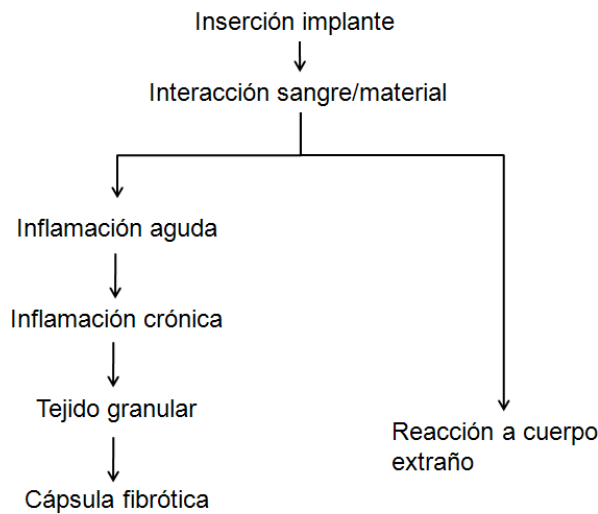 Inserción implante
Interacción sangre/material
Inflamación aguda
Inflamación crónica
Tejido granular
Cápsula fibrótica
Reacción a cuerpo
extraño